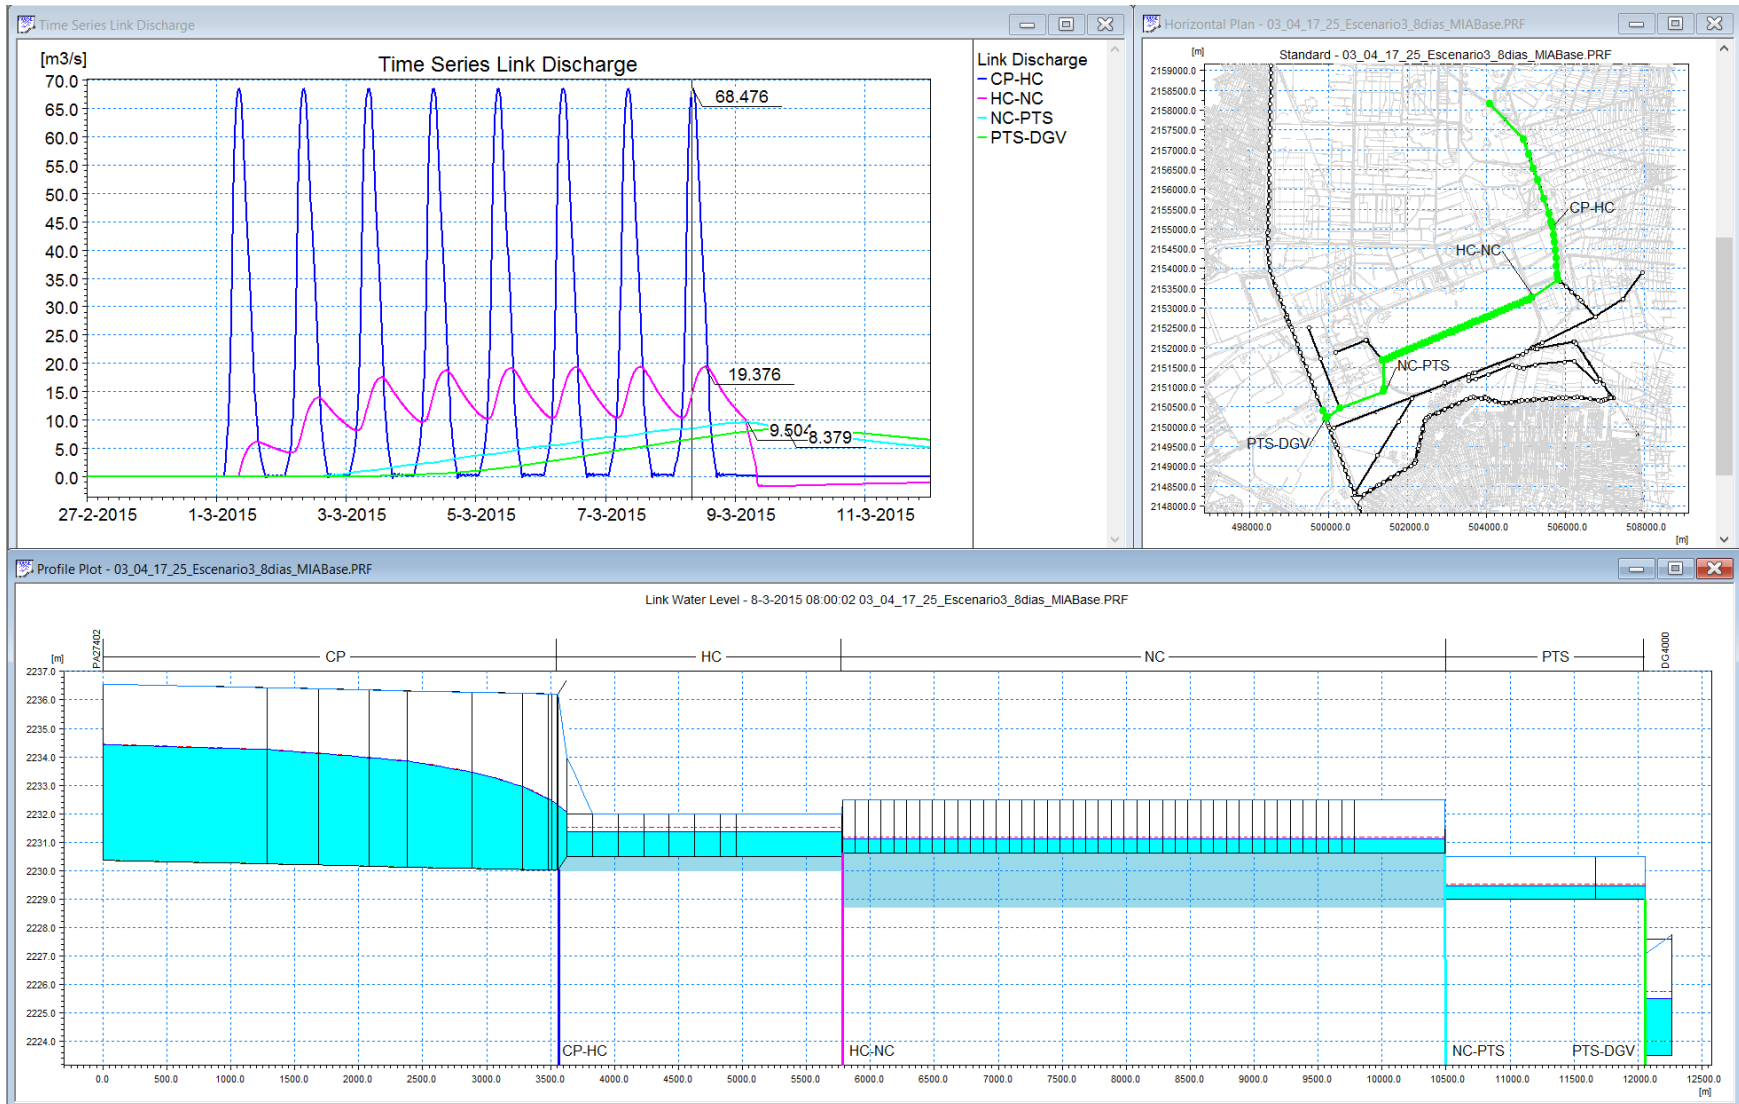 Time Series Link Discharge
[m3/s]
Time Series Link Discharge
70.0
65.0
60.0
55.0
50.0
45.0
40.0
35.0
30.0
25.0
20.0
15.0
10.0
5.0
0.0
68.476
19.376
9.504
8.379
27-2-2015 1-3-2015 3-3-2015 5-3-2015 7-3-2015 9-3-2015 11-3-2015
Link Discharge
CP-HC
HC-NC
NC-PTS
PTS-DGV
Horizontal Plan - 03_04_17_25_Escenario3_8dias_MIABase.PRF
[m]
Standard - 03_04_17_25_Escenario3_8dias_MIABase.PRF
2159000.0
2158500.0
2158000.0
2157500.0
2157000.0
2156500.0
2156000.0
2155500.0
2155000.0
2154500.0
2154000.0
2153500.0
2153000.0
2152500.0
2152000.0
2151500.0
2151000.0
2150500.0
2150000.0
2149500.0
2149000.0
2148500.0
2148000.0
CP-HC
HC-NC
NC-PTS
PTS-DGV
498000.0 500000.0 502000.0 504000.0 506000.0 508000.0
[m]
Profile Plot - 03_04_17_25_Escenario3_8dias_MIABase.PRF
Link Water Level - 8-3-2015 08:00:02 03_04_17_25_Escenario3_8dias_MIABase.PRF
PA27402
DG4000
CP HC NC PTS
[m]
2237.0
2236.0
2235.0
2234.0
2233.0
2232.0
2231.0
2230.0
2229.0
2228.0
2227.0
2226.0
2225.0
2224.0
CP-HC HC-NC NC-PTS PTS-DGV
0.0 500.0 1000.0 1500.0 2000.0 2500.0 3000.0 3500.0 4000.0 4500.0 5000.0 5500.0 6000.0 6500.0 7000.0 7500.0 8000.0 8500.0 9000.0 9500.0 10000.0 10500.0 11000.0 11500.0 12000.0 12500.0
[m]